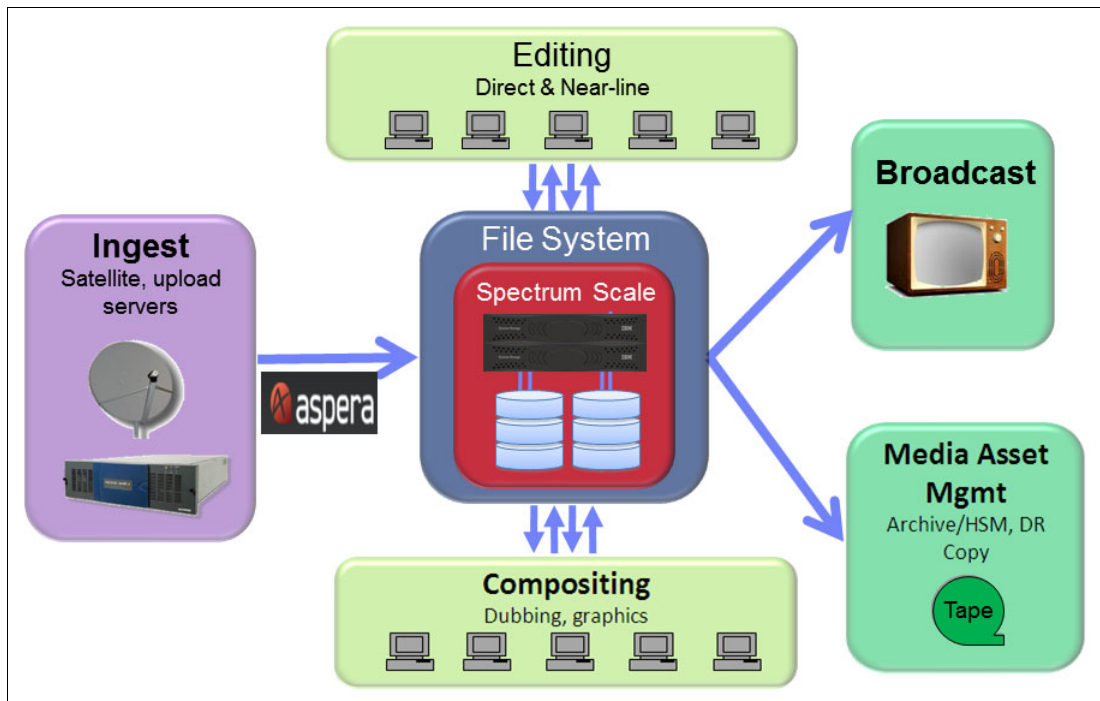 Editing
Direct & Near-line
Ingest
Satellite, upload
servers
aspera
File System
Spectrum Scale
Broadcast
Media Asset
Mgmt
Archive/HSM, DR
Copy
Tape
Compositing
Dubbing, graphics